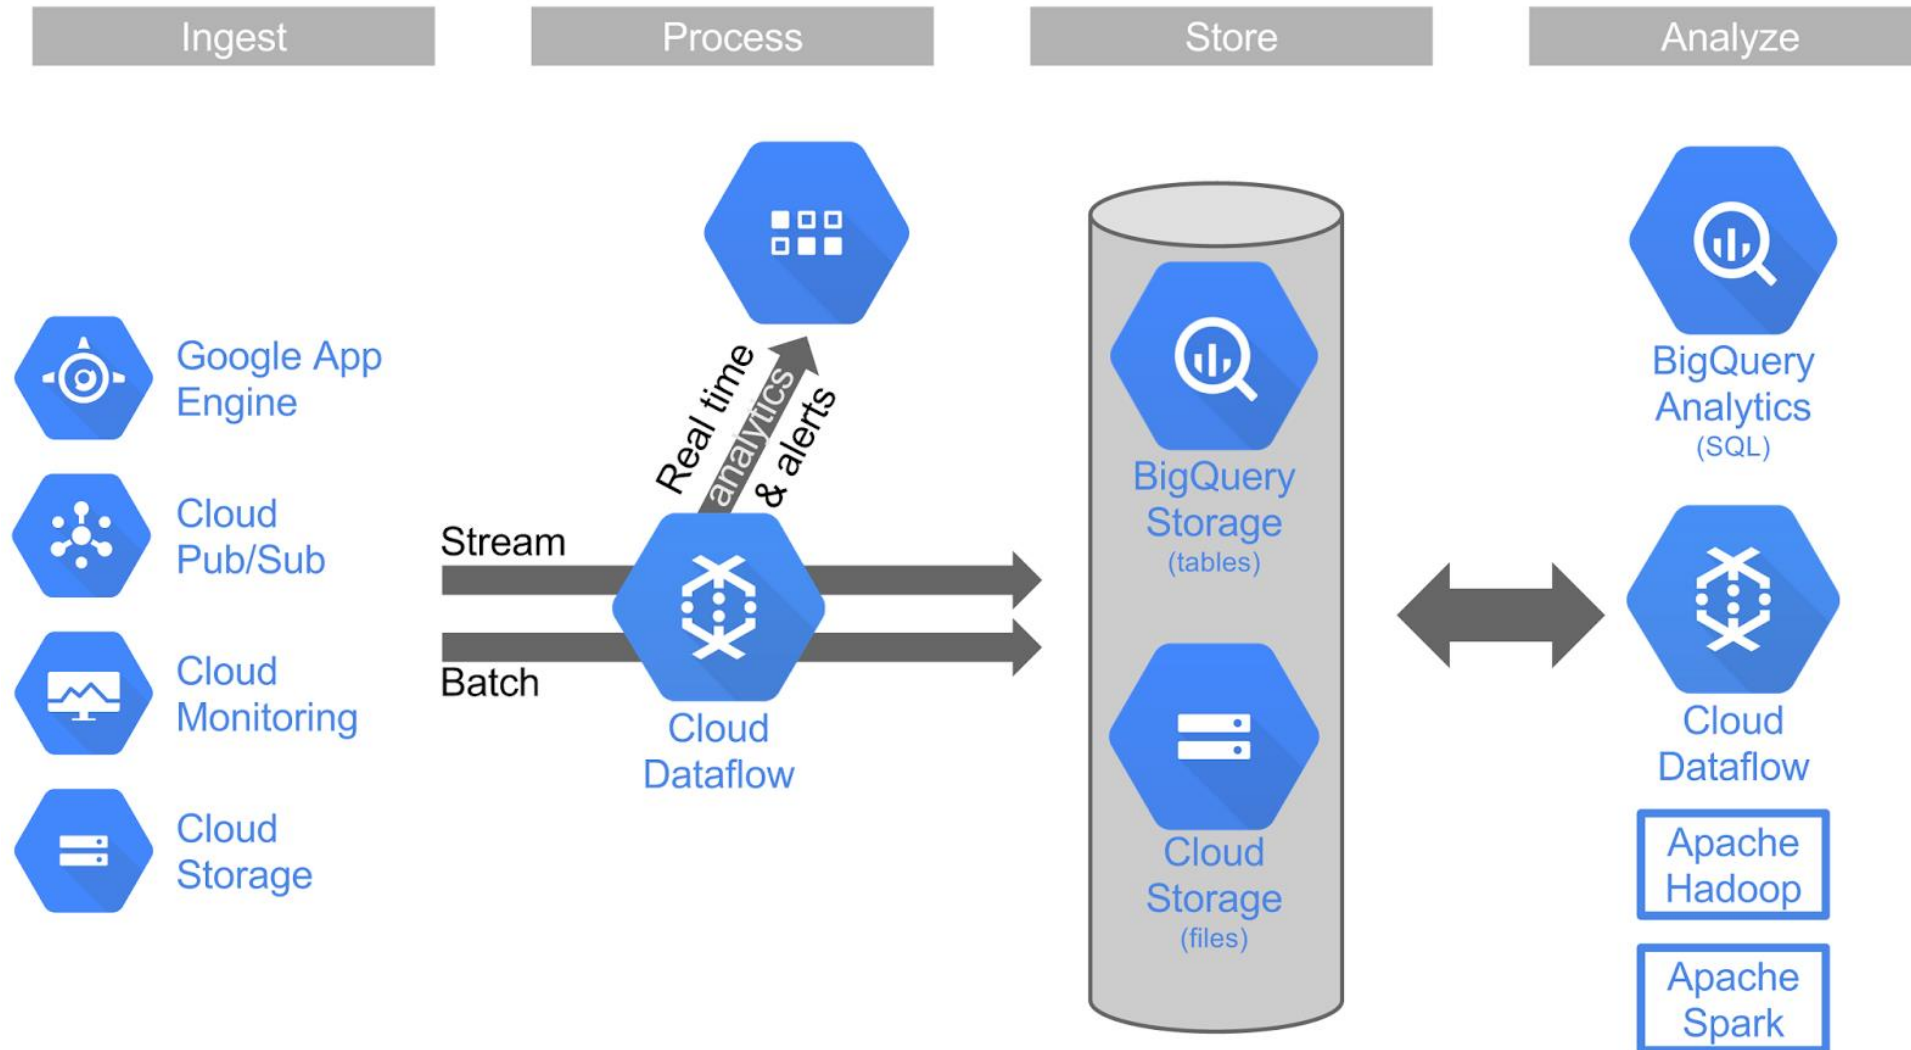 Ingest
Process
Store
Analyze
Google App
Engine
Cloud
Pub/Sub
Cloud
Monitoring
Cloud
Storage
Stream
Batch
Real time
analytics
& alerts
Cloud
Dataflow
BigQuery
Storage
(tables)
Cloud
Storage
(files)
BigQuery
Analytics
(SQL)
Cloud
Dataflow
Apache
Hadoop
Apache
Spark